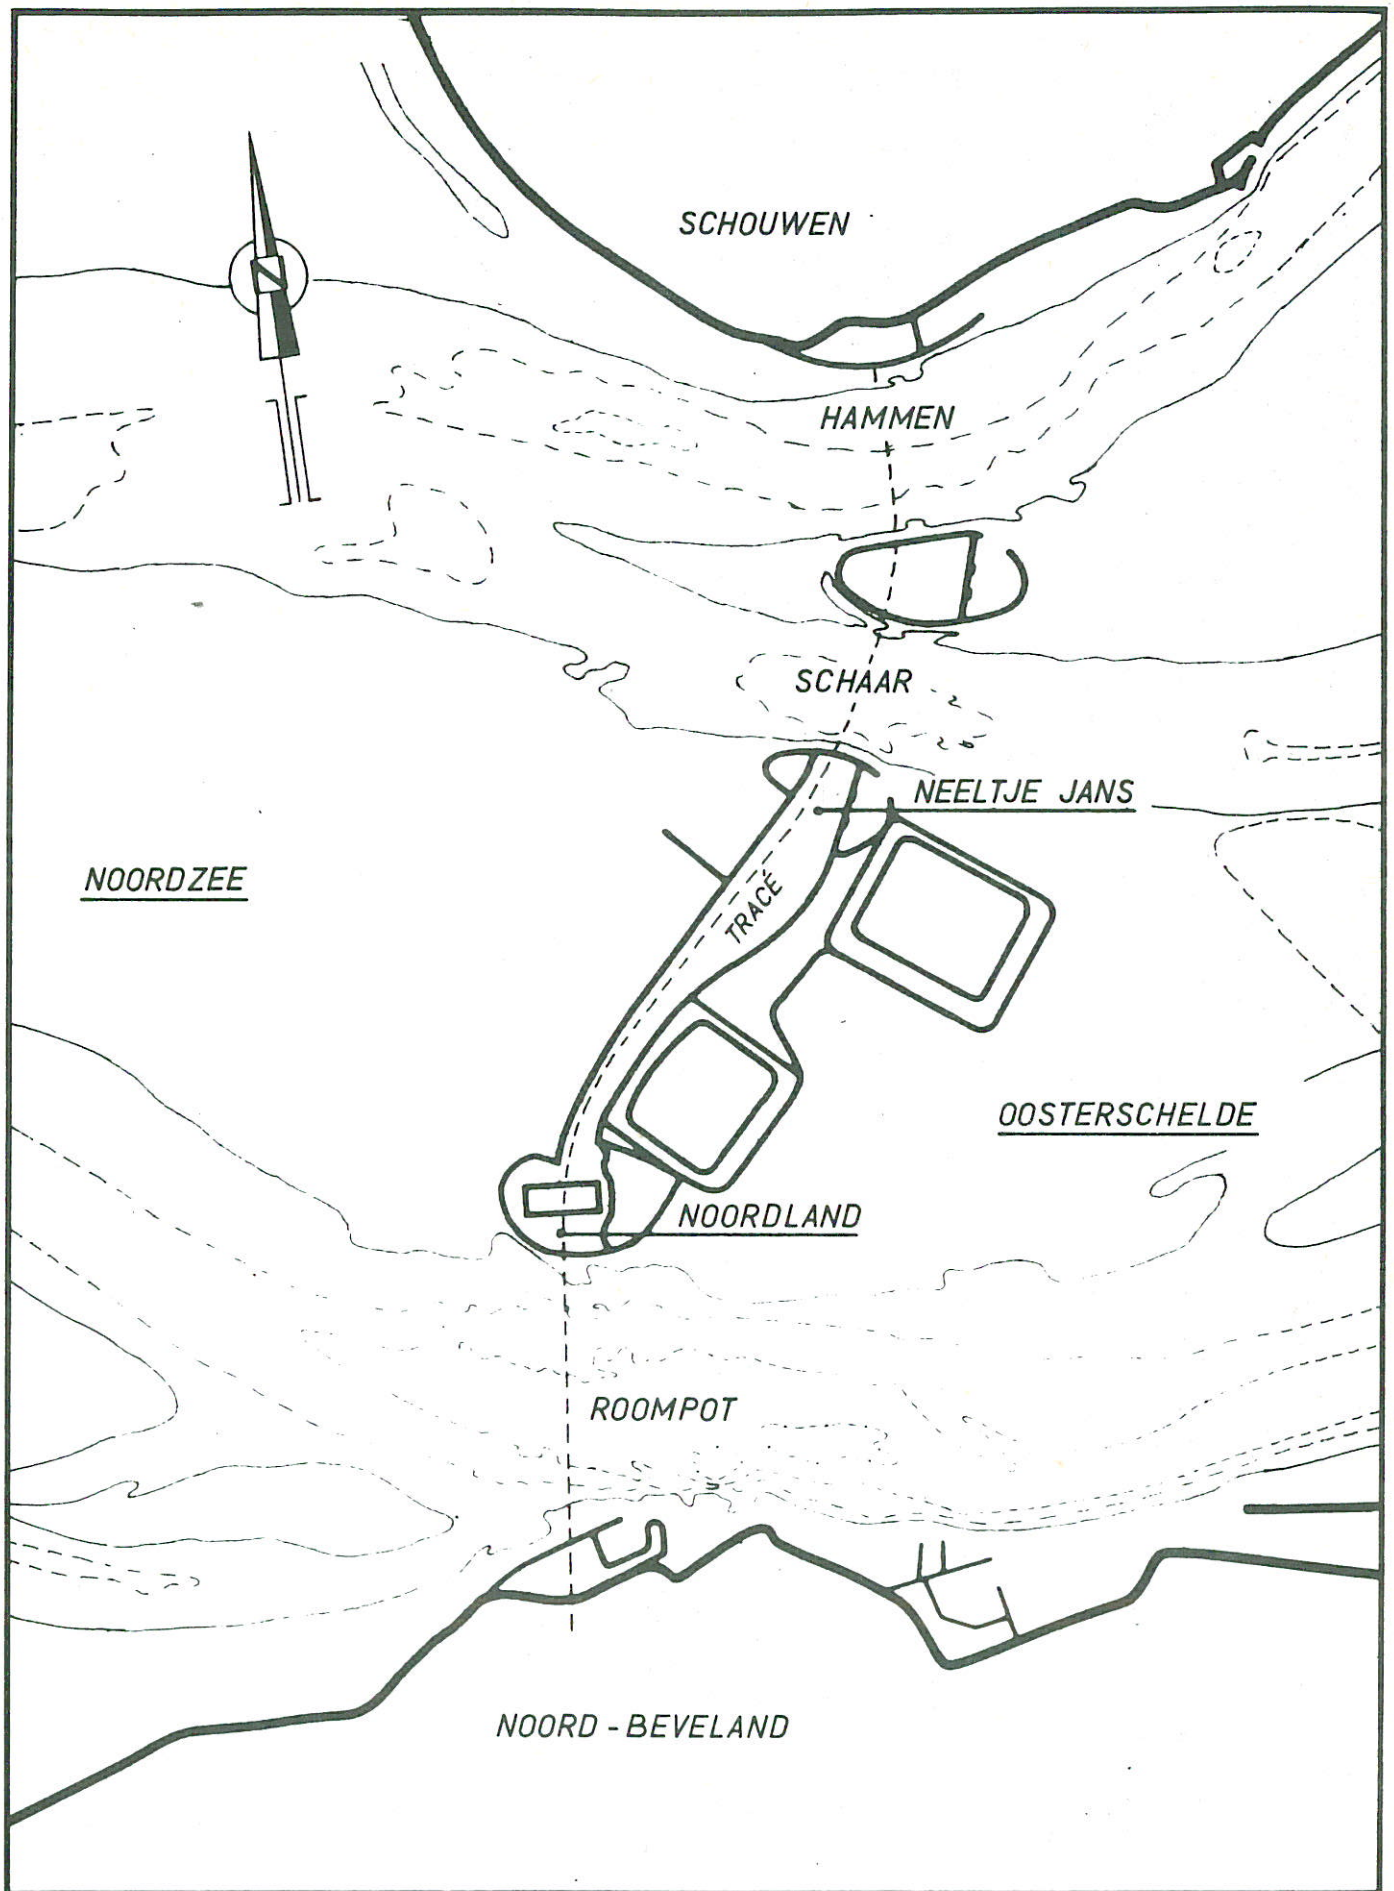 SCHOUWEN
HAMMEN
SCHAAR
NEELTJE JANS
NOORDZEE
TRACÉ
OOSTERSCHELDE
NOORDLAND
ROOMPOT
NOORD - BEVELAND